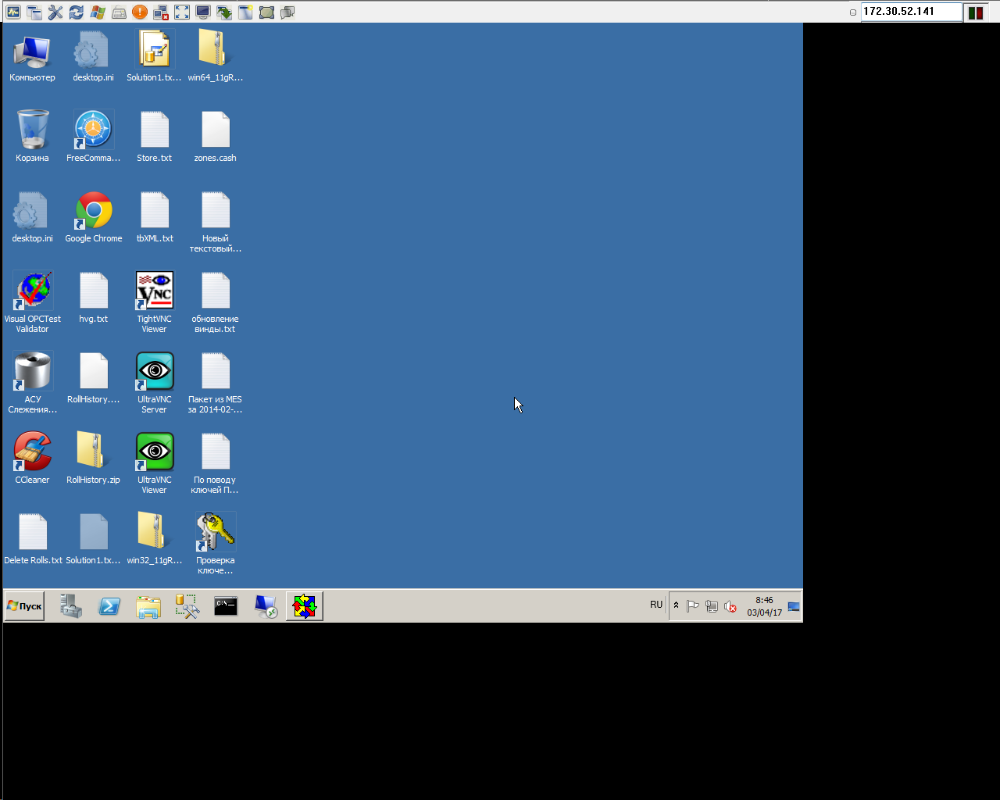 172.30.52.141
Компьютер
desktop.ini
Solution1.tx...
win64_11gR...
Корзина
FreeComma...
Store.txt
zones.cash
desktop.ini
Google Chrome
tbXML.txt
Новый
текстовый...
Visual OPCTest
Validator
hvg.txt
VNC
TightVNC
Viewer
обновление
винды.txt
АСУ
Слежения...
RollHistory....
UltraVNC
Server
Пакет из MES
за 2014-02-...
CCleaner
RollHistory.zip
UltraVNC
Viewer
По поводу
ключей П...
Delete Rolls.txt
Solution1.tx...
win32_11gR...
Проверка
ключе...
Пуск
C:\_
RU
8:46
03/04/17